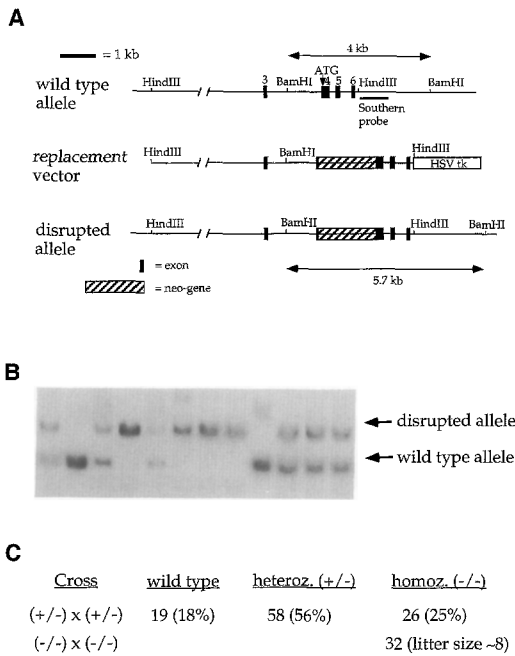 A
= 1 kb
4 kb
wild type allele
HindIII
3
BamHI
ATG
4
5
6
HindIII
BamHI
Southern probe
replacement vector
HindIII
BamHI
HindIII
HSV tk
disrupted allele
HindIII
BamHI
HindIII
BamHI
= exon
= neo-gene
5.7 kb
B
disrupted allele
wild type allele
C
Cross wild type heteroz. (+/-) homoz. (-/-)
(+/-) x (+/-) 19 (18%) 58 (56%) 26 (25%)
(-/-) x (-/-) 32 (litter size ~8)